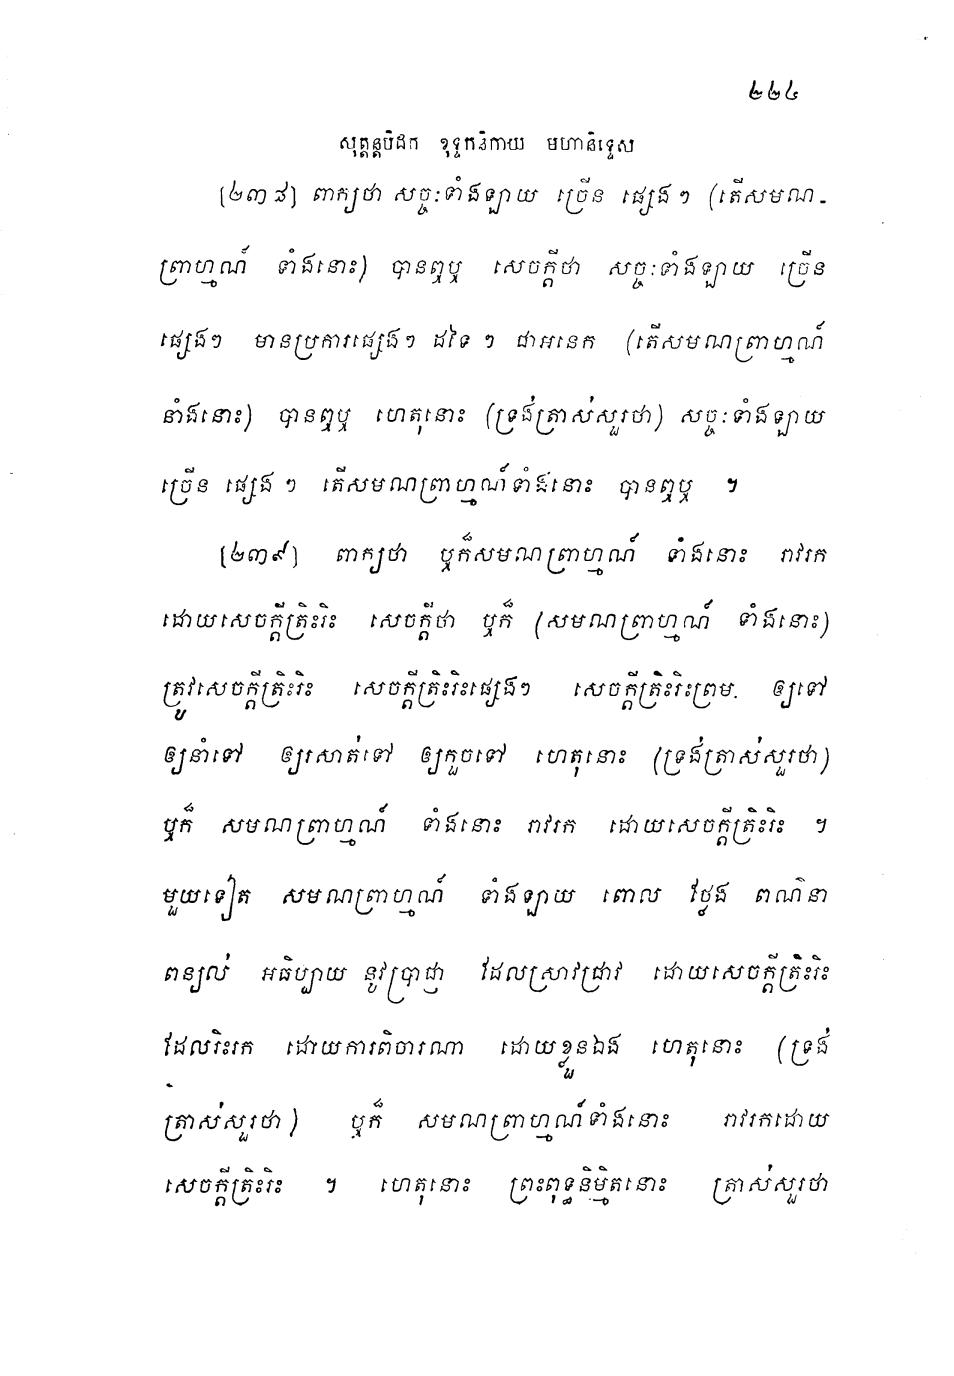 ២២៤
សុត្តន្តបិដក ខុទ្ទកនិកាយ មហានិទ្ទេស
[២៣៨] ពាក្យថា សច្ចៈទាំងឡាយ ច្រើន ផ្សេងៗ (តើសមណ-
ព្រាហ្មណ៍ ទាំងនោះ) បានឮឬ សេចក្តីថា សច្ចៈទាំងឡាយ ច្រើន
ផ្សេងៗ មានប្រការផ្សេងៗ ដទៃៗ ជាអនេក (តើសមណព្រាហ្មណ៍
នាំងនោះ) បានឮឬ ហេតុនោះ (ទ្រង់ត្រាស់សួរថា) សច្ចៈទាំងឡាយ
ច្រើន ផ្សេងៗ តើសមណព្រាហ្មណ៍ទាំងនោះ បានឮឬ ។
[២៣៩] ពាក្យថា ឬក៏សមណព្រាហ្មណ៍ ទាំងនោះ រាវរក
ដោយសេចក្តីត្រិះរិះ សេចក្តីថា ឬក៏ (សមណព្រាហ្មណ៍ ទាំងនោះ)
ត្រូវសេចក្តីត្រិះរិះ សេចក្តីត្រិះរិះផ្សេងៗ សេចក្តីត្រិះរិះព្រម. ឲ្យទៅ
ឲ្យនាំទៅ ឲ្យរសាត់ទៅ ឲ្យកួចទៅ ហេតុនោះ (ទ្រង់ត្រាស់សួរថា)
ឬក៏ សមណព្រាហ្មណ៍ ទាំងនោះ រាវរក ដោយសេចក្តីត្រិះរិះ ។
មួយទៀត សមណព្រាហ្មណ៍ ទាំងឡាយ ពោល ថ្លែង ពណ៌នា
ពន្យល់ អធិប្បាយ នូវប្រាជ្ញា ដែលស្រាវជ្រាវ ដោយសេចក្តីត្រិះរិះ
ដែលរិះរក ដោយការពិចារណា ដោយខ្លួនឯង ហេតុនោះ (ទ្រង់
ត្រាស់សួរថា) ឬក៏ សមណព្រាហ្មណ៍ទាំងនោះ រាវរកដោយ
សេចក្តីត្រិះរិះ ។ ហេតុនោះ ព្រះពុទ្ធនិម្មិតនោះ ត្រាស់សួរថា